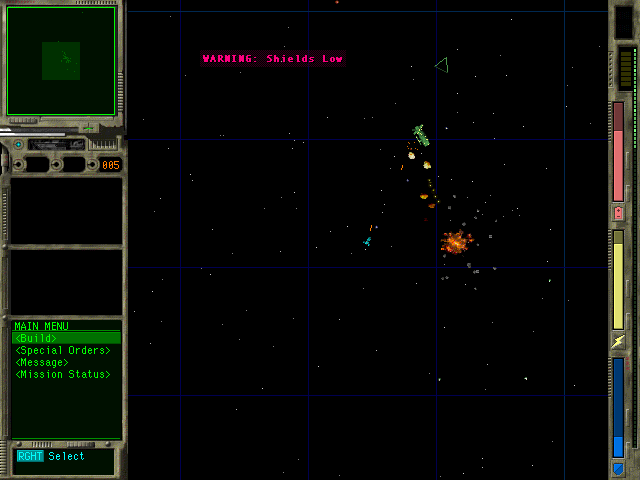 WARNING: Shields Low
005
MAIN MENU
<Build>
<Special Orders>
<Message>
<Mission Status>
RGHT Select